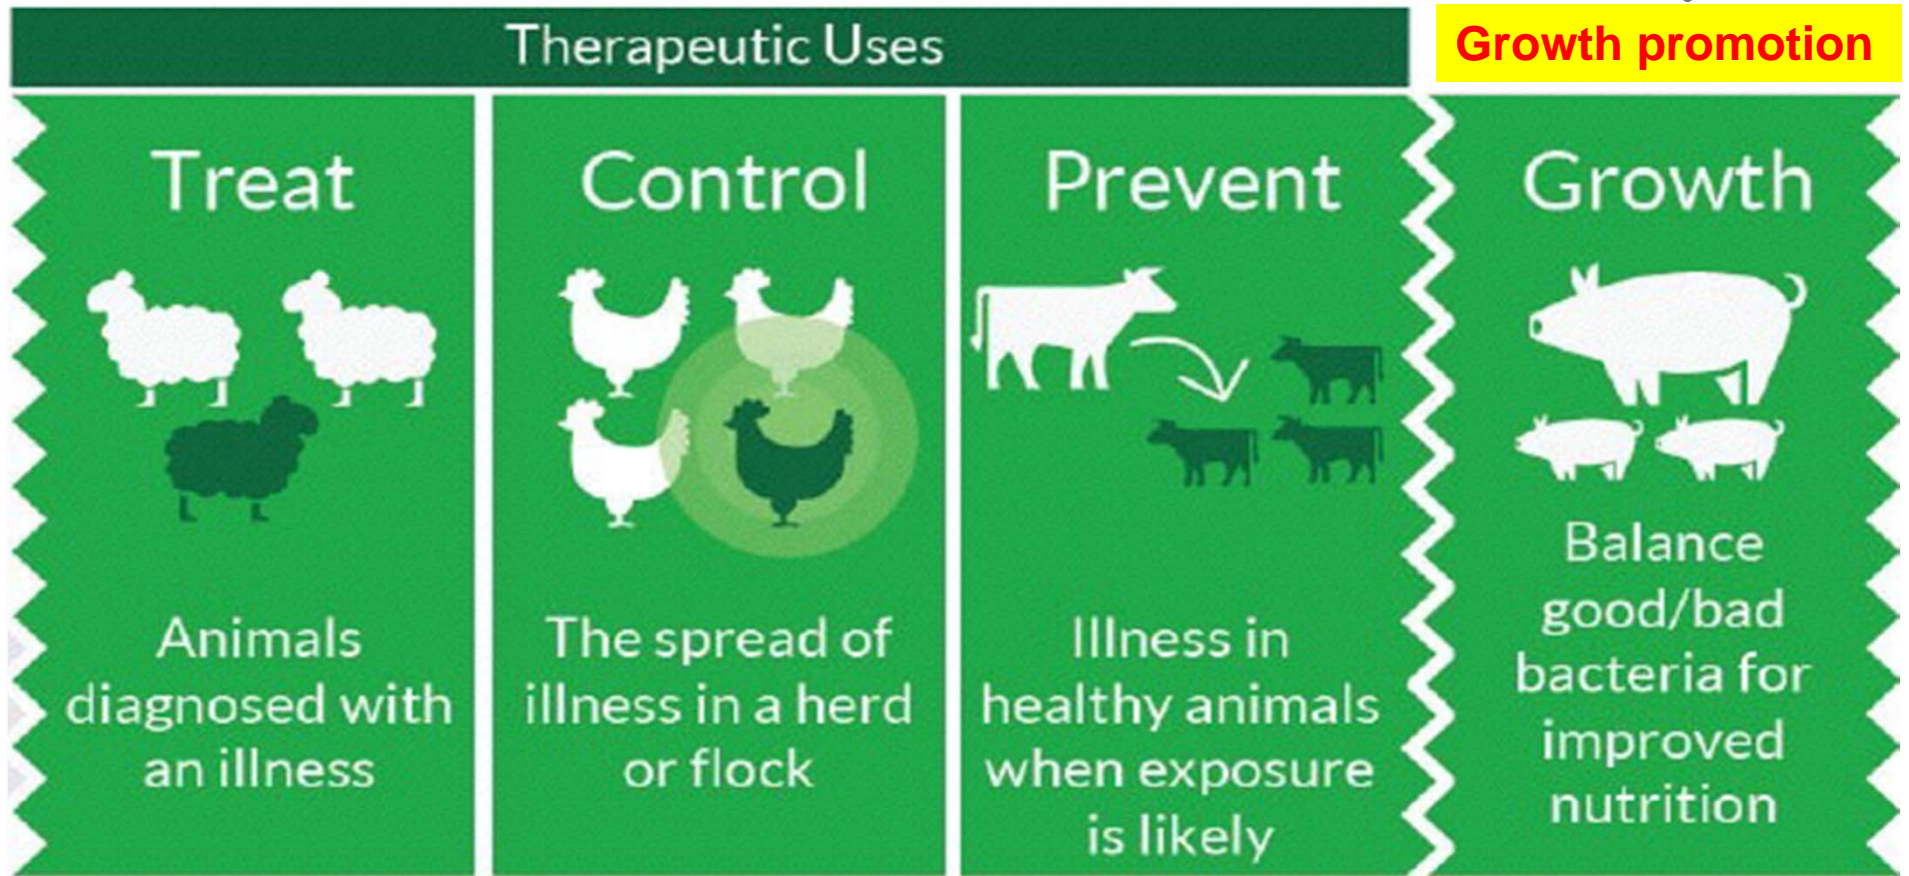 Therapeutic Uses
Growth promotion
Treat
Animals
diagnosed with
an illness
Control
The spread of
illness in a herd
or flock
Prevent
Illness in
healthy animals
when exposure
is likely
Growth
Balance
good/bad
bacteria for
improved
nutrition